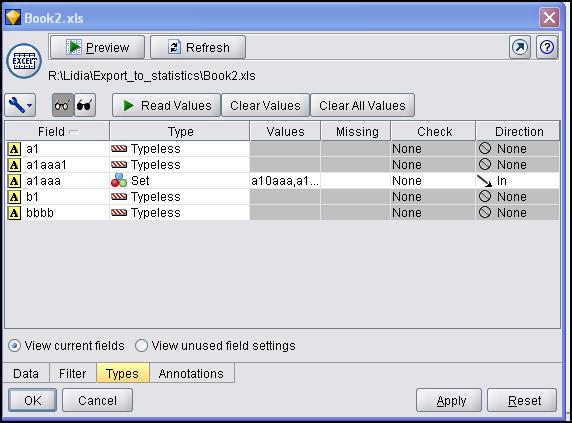 Book2.xls
EXCEL
Preview Refresh ?
R:\Lidia\Export_to_statistics\Book2.xls
Read Values Clear Values Clear All Values
Field Type Values Missing Check Direction
A a1 Typeless None None
A a1aaa1 Typeless None None
A a1aaa Set a10aaa,a1... None In
A b1 Typeless None None
A bbbb Typeless None None
View current fields View unused field settings
Data Filter Types Annotations
OK Cancel Apply Reset